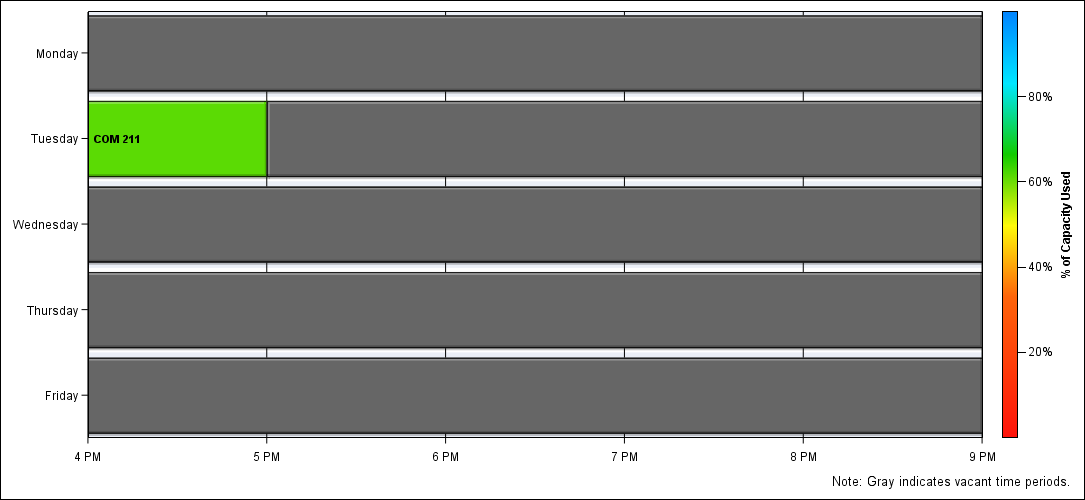 Monday
Tuesday
COM 211
Wednesday
Thursday
Friday
4 PM
5 PM
6 PM
7 PM
8 PM
9 PM
80%
60%
40%
20%
% of Capacity Used
Note: Gray indicates vacant time periods.